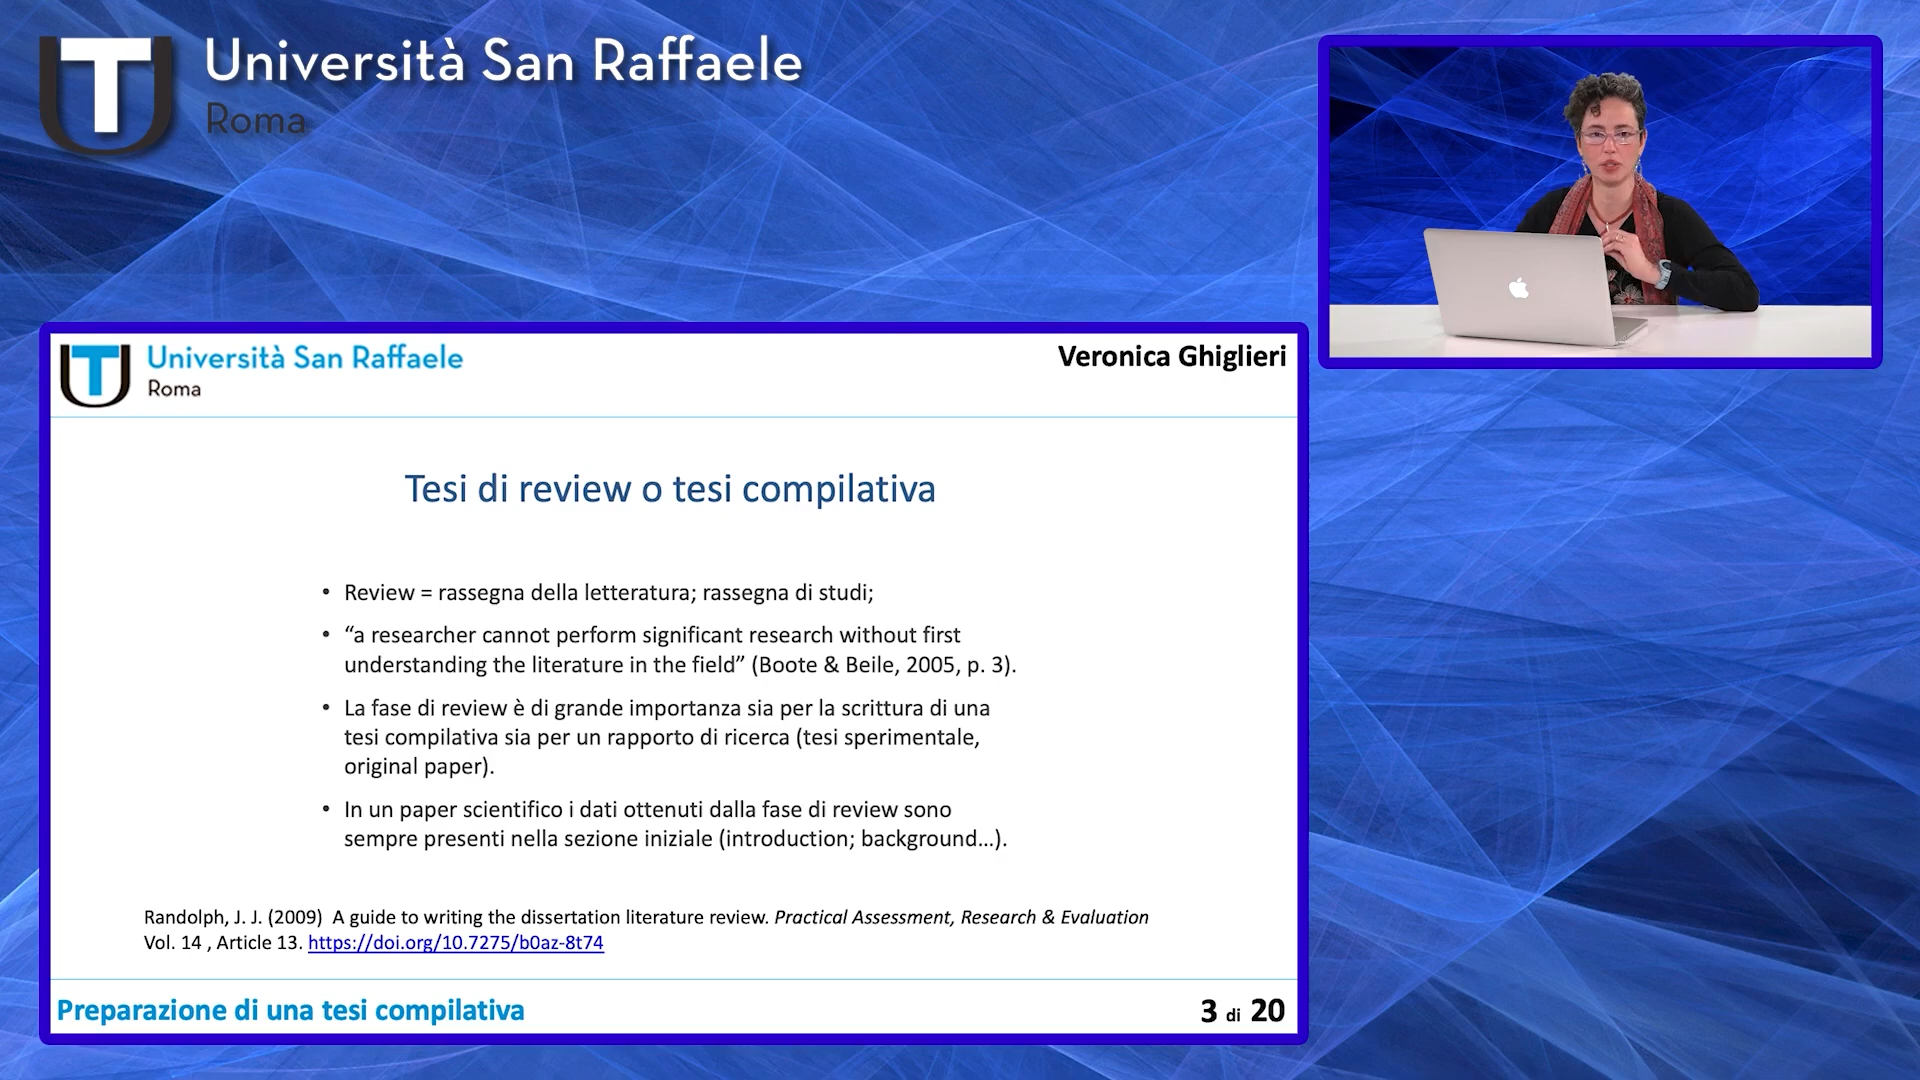 Università San Raffaele
Roma
Università San Raffaele
Roma
Veronica Ghiglieri
Tesi di review o tesi compilativa
• Review = rassegna della letteratura; rassegna di studi;
• “a researcher cannot perform significant research without first
understanding the literature in the field” (Boote & Beile, 2005, p. 3).
• La fase di review è di grande importanza sia per la scrittura di una
tesi compilativa sia per un rapporto di ricerca (tesi sperimentale,
original paper).
• In un paper scientifico i dati ottenuti dalla fase di review sono
sempre presenti nella sezione iniziale (introduction; background…).
Randolph, J. J. (2009) A guide to writing the dissertation literature review. Practical Assessment, Research & Evaluation
Vol. 14 , Article 13. https://doi.org/10.7275/b0az-8t74
Preparazione di una tesi compilativa
3 di 20